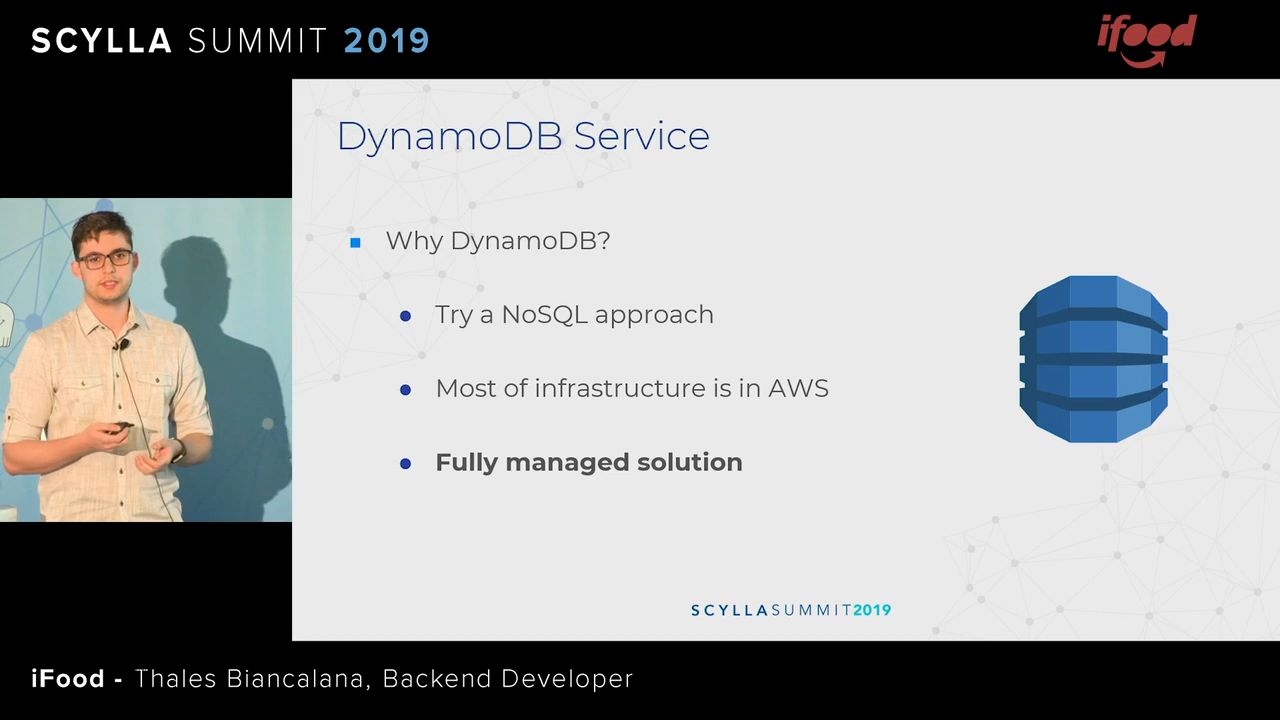 SCYLLA SUMMIT 2019
ifood
DynamoDB Service
Why DynamoDB?
Try a NoSQL approach
Most of infrastructure is in AWS
Fully managed solution
SCYLLASUMMIT2019
iFood - Thales Biancalana, Backend Developer